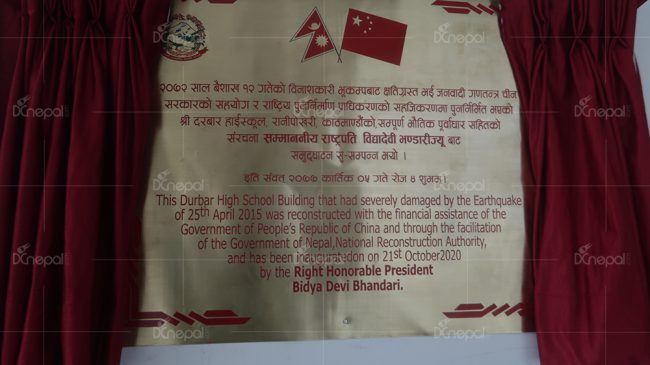 २०७२ साल बैशाख १२ गतेको विनाशकारी भूकम्पबाट क्षतिग्रस्त भई जनवादी गणतन्त्र चीन
सरकारको सहयोग र राष्ट्रिय पुनर्निर्माण प्राधिकरणको सहजिकरणमा पुनर्निर्मित भएको
श्री दरबार हाईस्कूल, रानीपोखरी, काठमाण्डौंको सम्पूर्ण भौतिक पूर्वाधार सहितको
संरचना सम्माननीय राष्ट्रपति विद्यादेवी भण्डारीज्यू बाट
समुद्घाटन सु-सम्पन्न भयो ।
इति संवत् २०७७ कार्तिक ०५ गते रोज ४ शुभम् ।
This Durbar High School Building that had severely damaged by the Earthquake
of 25th April 2015 was reconstructed with the financial assistance of the
Government of People's Republic of China and through the facilitation
of the Government of Nepal,National Reconstruction Authority,
and has been inauguratedon on 21st October2020
by the Right Honorable President
Bidya Devi Bhandari.
DCnepal